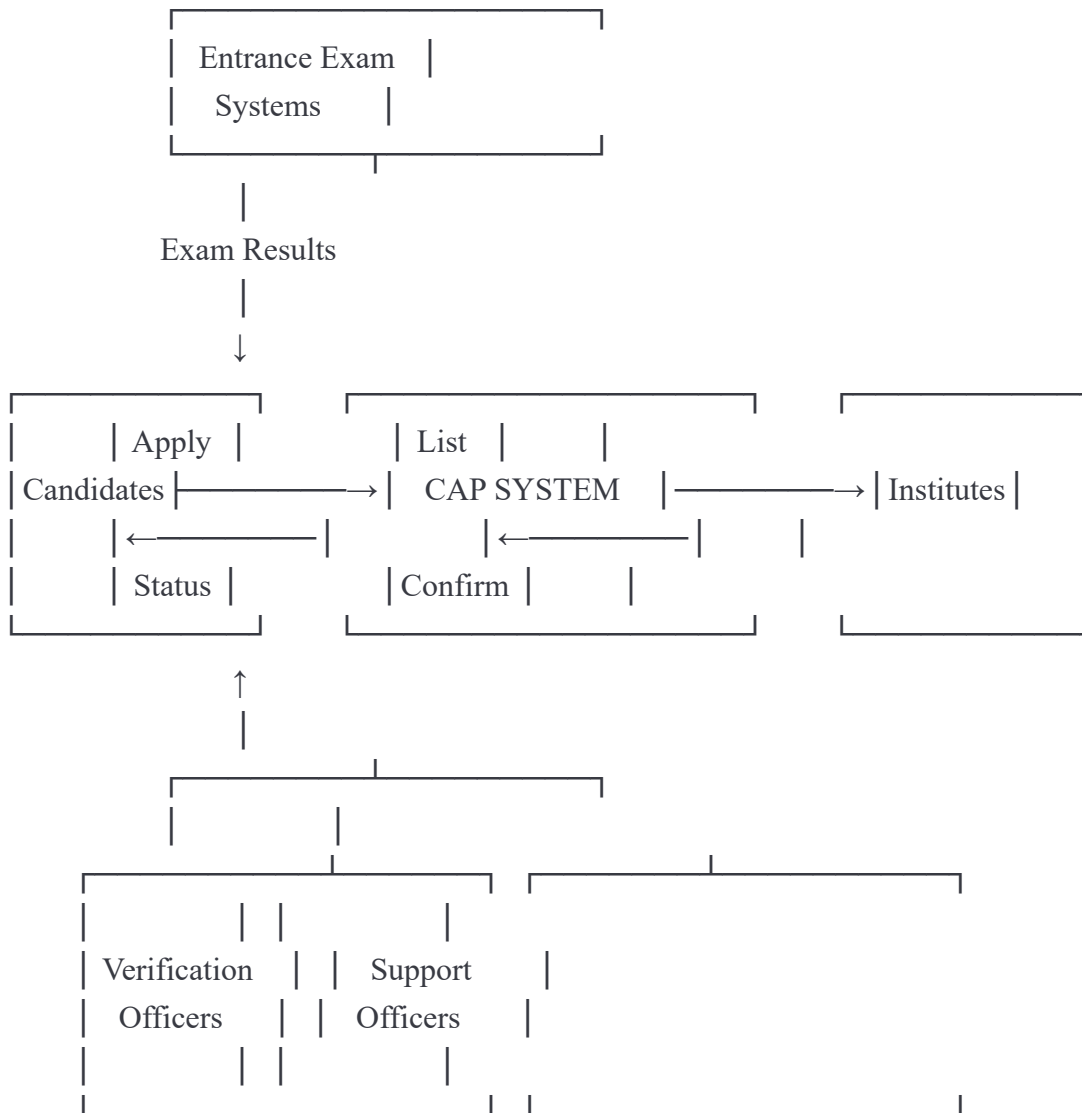 Entrance Exam
Systems
Exam Results
Apply List
Candidates CAP SYSTEM Institutes
Status Confirm
Verification Support
Officers Officers